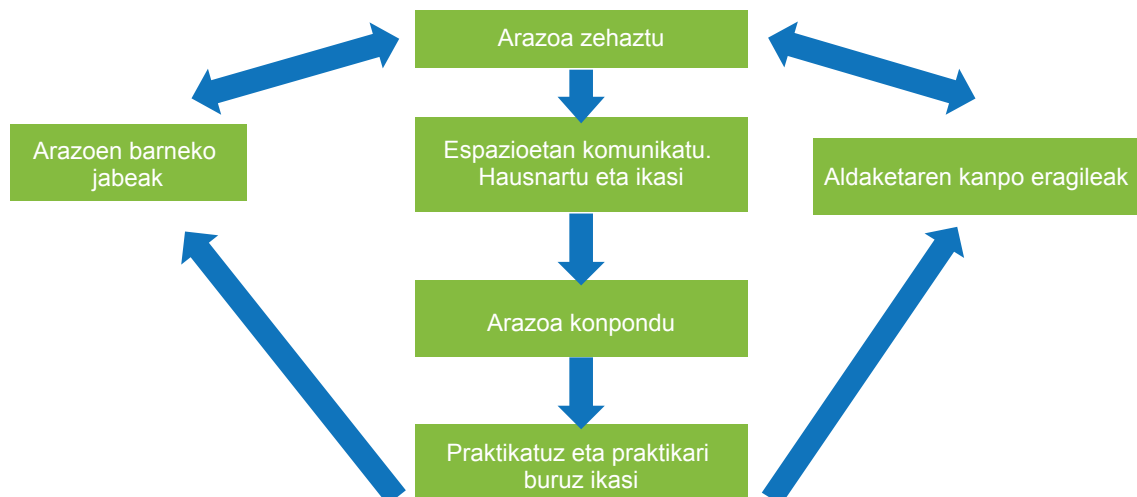 Arazoa zehaztu
Arazoen barneko
jabeak
Espazioetan komunikatu.
Hausnartu eta ikasi
Aldaketaren kanpo eragileak
Arazoa konpondu
Praktikatuz eta praktikari
buruz ikasi